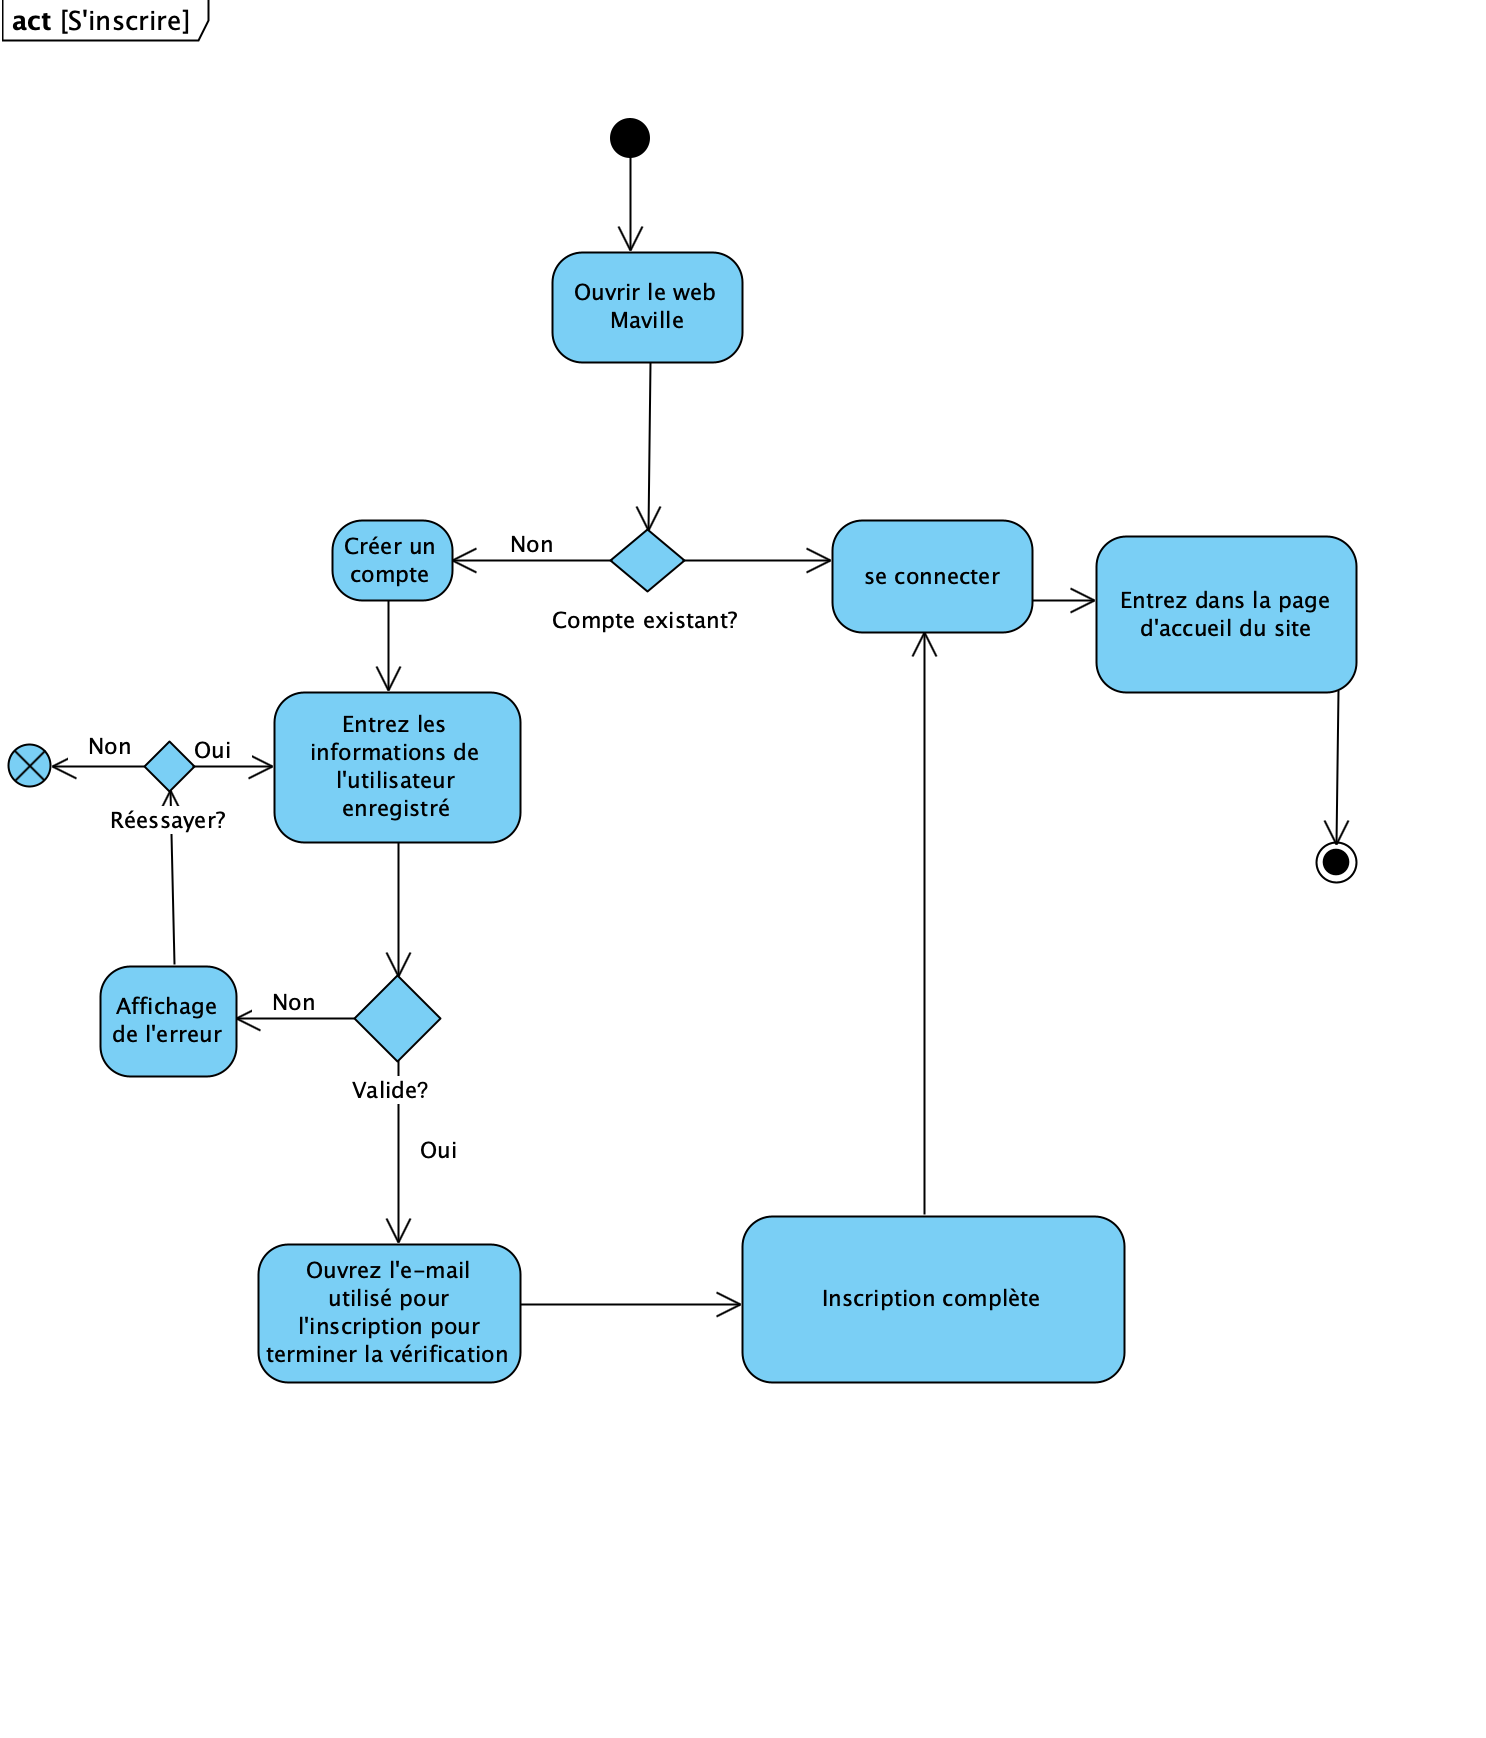 act [S'inscrire]
Ouvrir le web
Maville
Créer un
compte
Non
Compte existant?
se connecter
Entrez dans la page
d'accueil du site
Non
Oui
Réessayer?
Entrez les
informations de
l'utilisateur
enregistré
Affichage
de l'erreur
Non
Valide?
Oui
Ouvrez l'e-mail
utilisé pour
l'inscription pour
terminer la vérification
Inscription complète